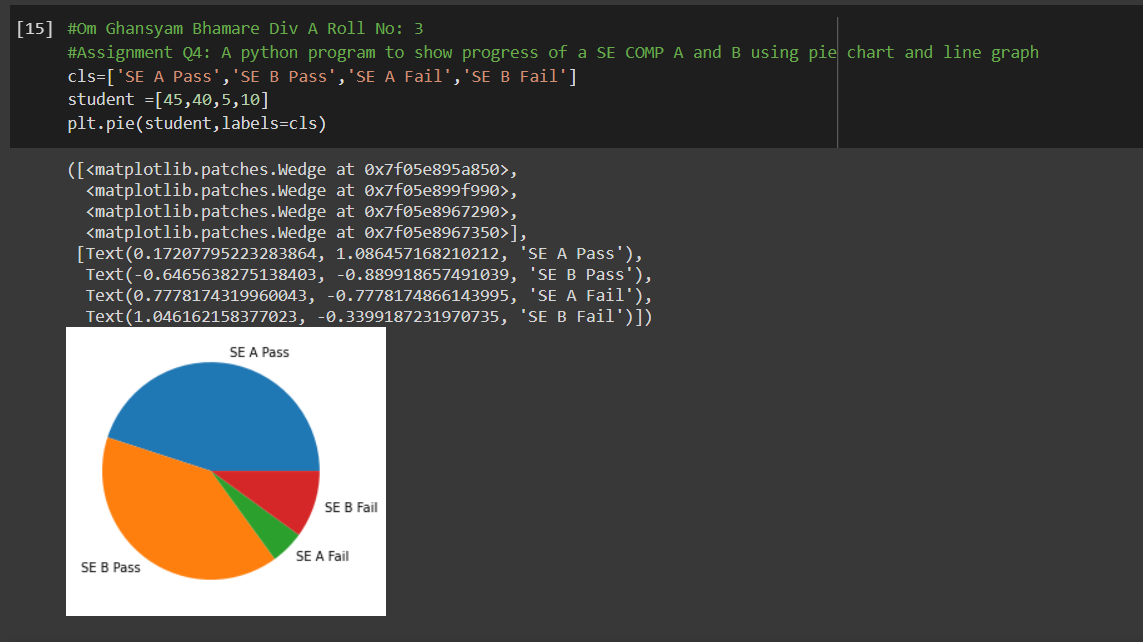 [15] #Om Ghansyam Bhamare Div A Roll No: 3
#Assignment Q4: A python program to show progress of a SE COMP A and B using pie chart and line graph
cls=['SE A Pass','SE B Pass','SE A Fail','SE B Fail']
student =[45,40,5,10]
plt.pie(student,labels=cls)
([<matplotlib.patches.Wedge at 0x7f05e895a850>,
<matplotlib.patches.Wedge at 0x7f05e899f990>,
<matplotlib.patches.Wedge at 0x7f05e8967290>,
<matplotlib.patches.Wedge at 0x7f05e8967350>],
[Text(0.17207795223283864, 1.086457168210212, 'SE A Pass'),
Text(-0.6465638275138403, -0.889918657491039, 'SE B Pass'),
Text(0.7778174319960043, -0.7778174866143995, 'SE A Fail'),
Text(1.046162158377023, -0.3399187231970735, 'SE B Fail')])
SE A Pass
SE B Fail
SE A Fail
SE B Pass